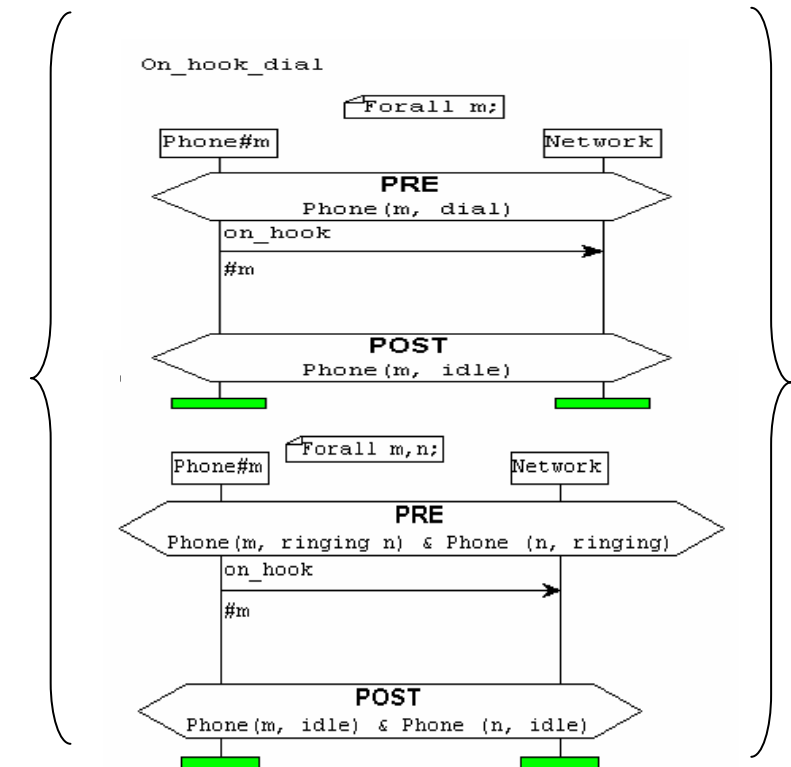 On_hook_dial
Forall m;
Phone#m
Network
PRE
Phone(m, dial)
on_hook
#m
POST
Phone(m, idle)
Forall m,n;
Phone#m
Network
PRE
Phone(m, ringing n) & Phone (n, ringing)
on_hook
#m
POST
Phone(m, idle) & Phone (n, idle)